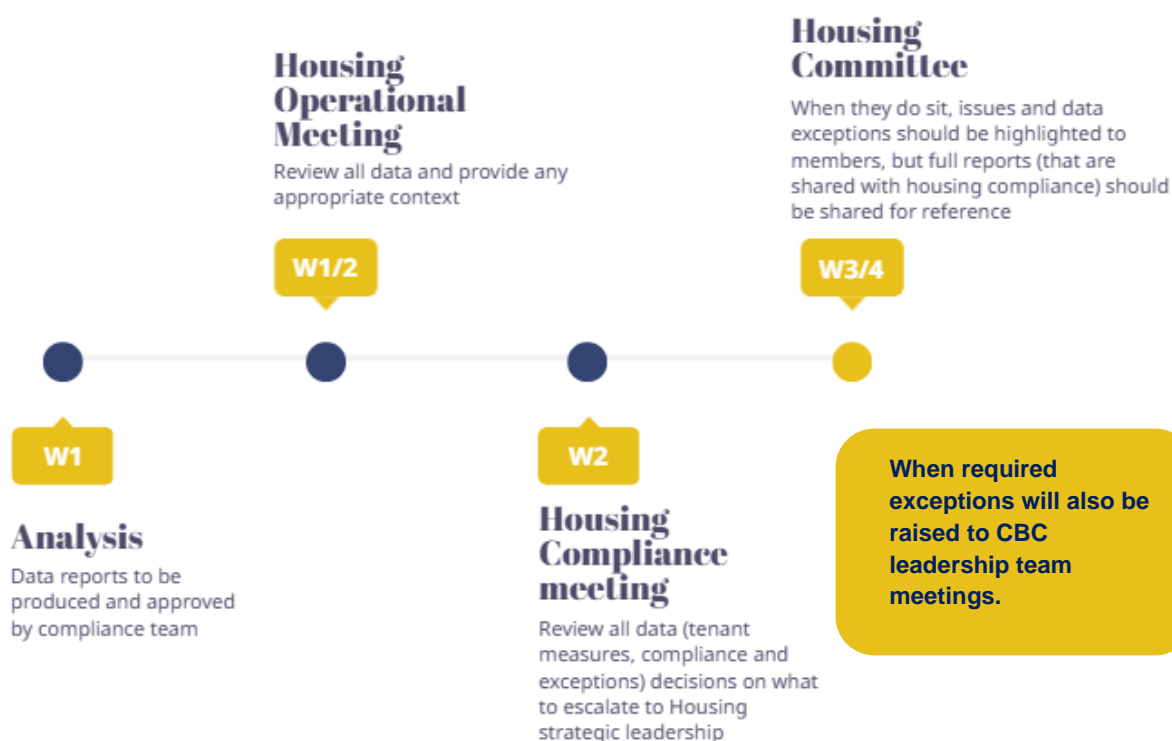 Housing
Operational
Meeting
Review all data and provide any
appropriate context
Housing
Committee
When they do sit, issues and data
exceptions should be highlighted to
members, but full reports (that are
shared with housing compliance) should
be shared for reference
W1/2
W3/4
W1
Analysis
Data reports to be
produced and approved
by compliance team
W2
Housing
Compliance
meeting
Review all data (tenant
measures, compliance and
exceptions) decisions on what
to escalate to Housing
strategic leadership
When required
exceptions will also be
raised to CBC
leadership team
meetings.